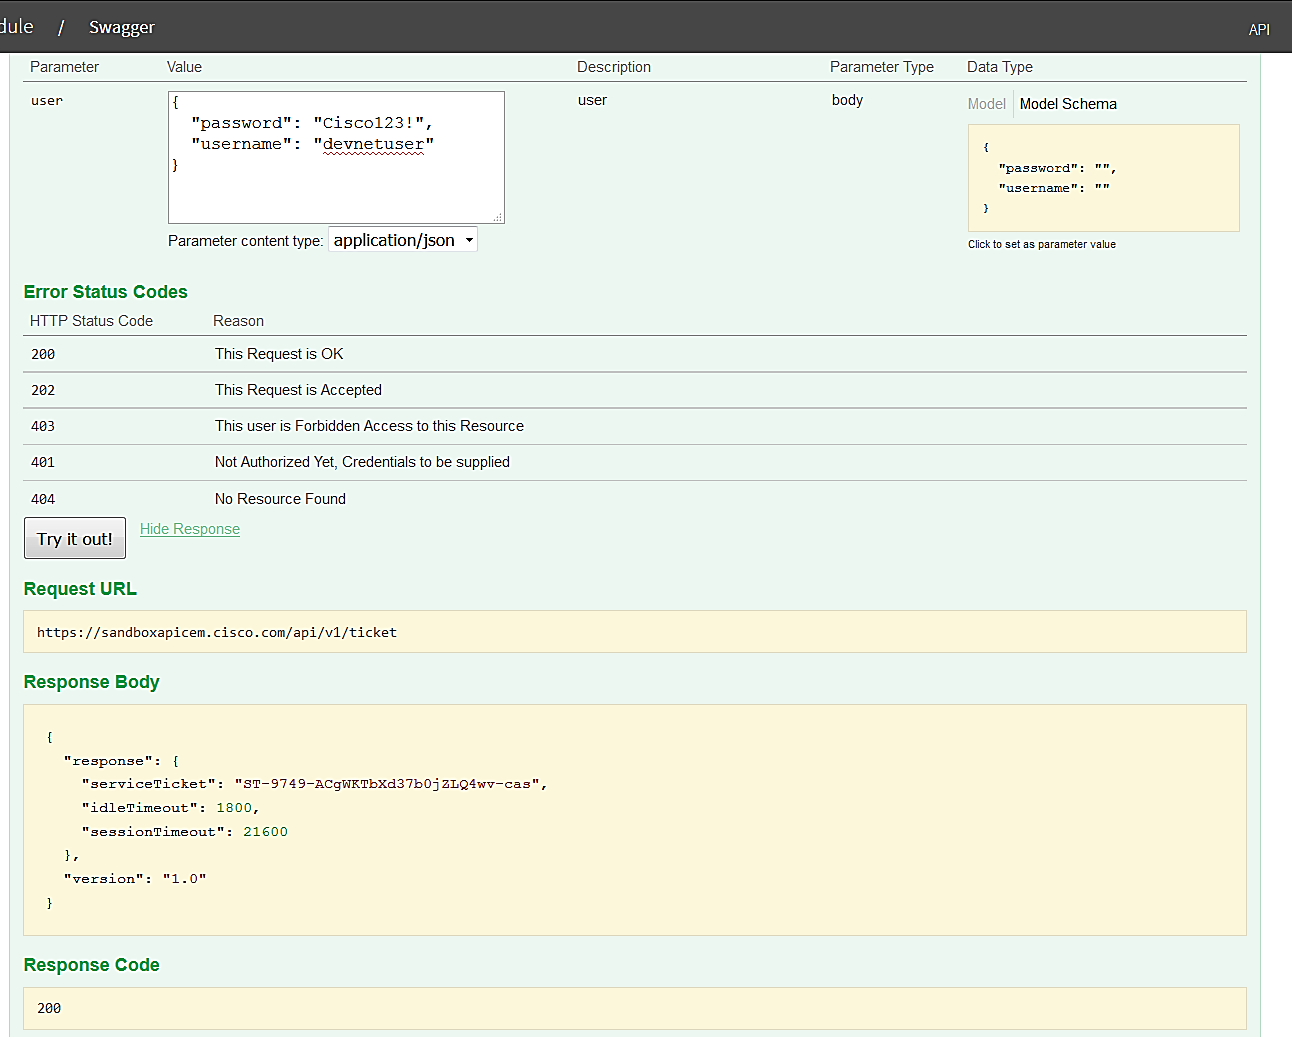 dule / Swagger
API
Parameter Value Description Parameter Type Data Type
user
{
"password": "Cisco123!",
"username": "devnetuser"
}
Parameter content type: application/json
user
body
Model Model Schema
{
"password": "",
"username": ""
}
Click to set as parameter value
Error Status Codes
HTTP Status Code Reason
200 This Request is OK
202 This Request is Accepted
403 This user is Forbidden Access to this Resource
401 Not Authorized Yet, Credentials to be supplied
404 No Resource Found
Try it out! Hide Response
Request URL
https://sandboxapicem.cisco.com/api/v1/ticket
Response Body
{
"response": {
"serviceTicket": "ST-9749-ACgWKTbXd37b0jZLQ4wv-cas",
"idleTimeout": 1800,
"sessionTimeout": 21600
},
"version": "1.0"
}
Response Code
200